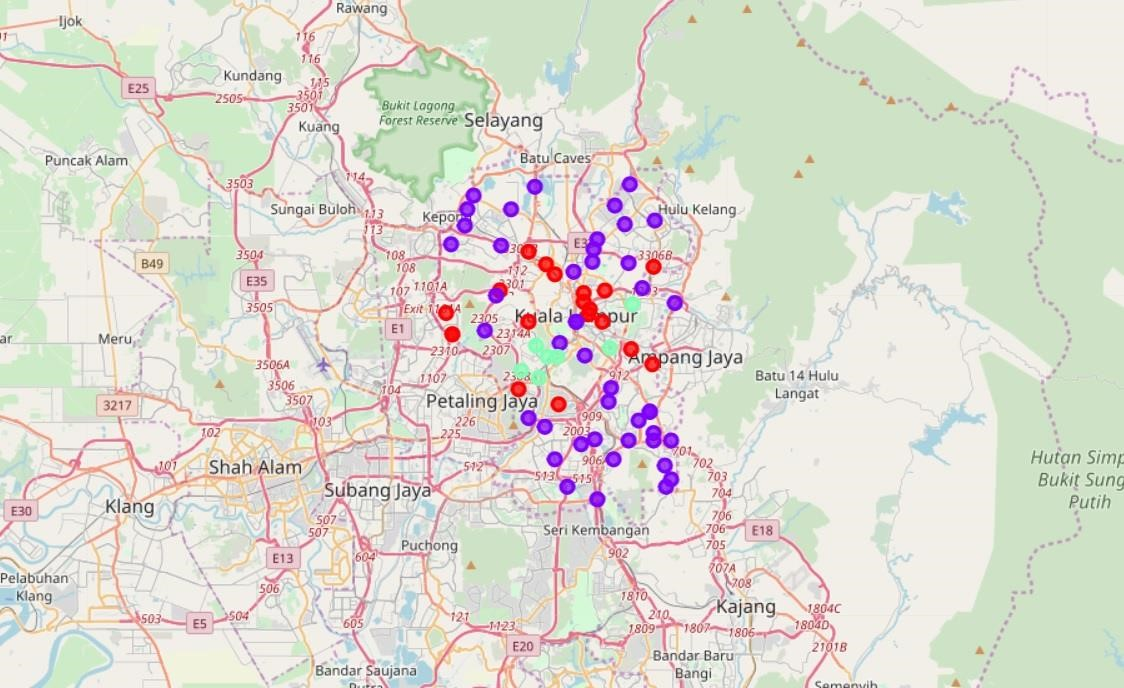 Rawang
Ijok
116
116
Kundang
115
E25
2505
3501
3501
Bukit Lagong
Forest Reserve
Selayang
Kuang
Batu Caves
Puncak Alam
114
3503
Sungai Buloh
113
113
Hulu Kelang
3504
108
108
112
3306B
B49
E35
107
1101A
2301
3505
2305
Kuala
Meru
E1
2314A
2310
2307
Ampang Jaya
3506A
1107
912
Batu 14 Hulu
Langat
3506
104
3217
3507
Petaling Jaya
909
103
226
102
225
2003
701
Hutan Simp
Bukit Sung
Putih
101
Shah Alam
512
906
702
513
515
703
Subang Jaya
704
Klang
E30
507
507
706
706
E18
Seri Kembangan
705
Puchong
902
E13
604
707A
Pelabuhan
Klang
506
708
1810
Kajang
1804C
503
504
E5
605
121
1123
210
1809
1807
1806
1804D
2101B
E20
Bandar Baru
Bangi
Bandar Saujana
Putra
Semenyih